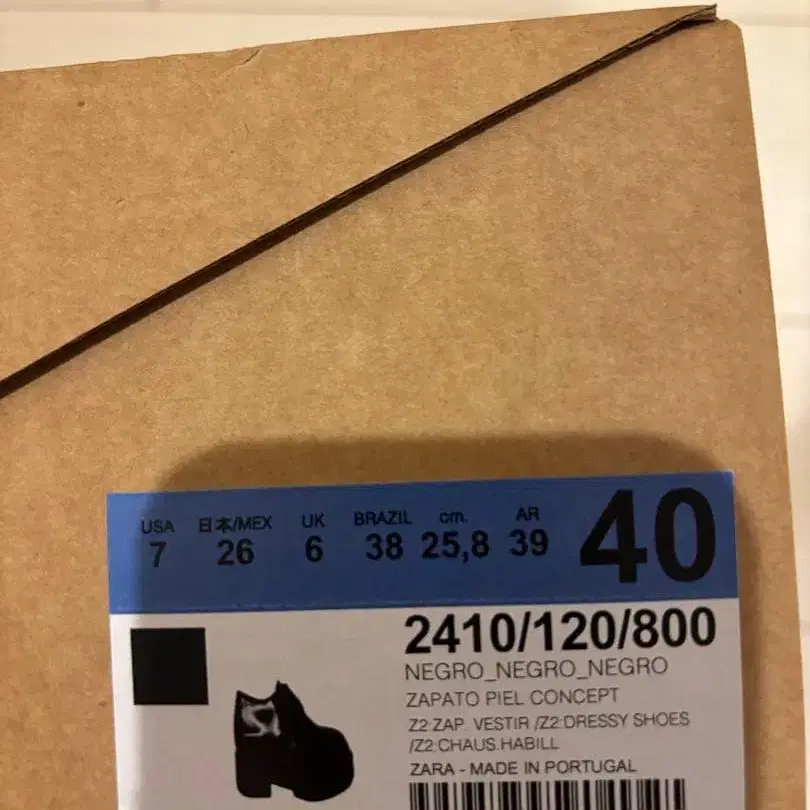 USA 日本/MEX UK BRAZIL cm. AR
7 26 6 38 25,8 39 40
2410/120/800
NEGRO_NEGRO_NEGRO
ZAPATO PIEL CONCEPT
Z2:ZAP. VESTIR /Z2:DRESSY SHOES
/Z2:CHAUS.HABILL
ZARA - MADE IN PORTUGAL